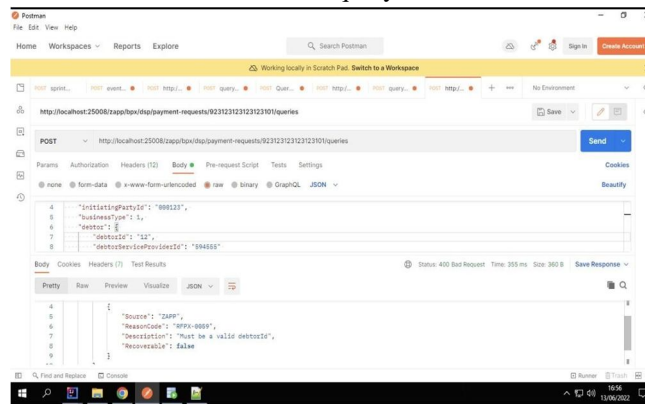 Postman
File Edit View Help
Home Workspaces Reports Explore Search Postman Sign In Create Account
Working locally in Scratch Pad. Switch to a Workspace
POST sprint... POST event... POST http:/... POST query... POST Quer... POST http:/... POST query... POST http:/... + ••• No Environment
http://localhost:25008/zapp/bpx/dsp/payment-requests/923123123123123101/queries Save
POST http://localhost:25008/zapp/bpx/dsp/payment-requests/923123123123123101/queries Send
Params Authorization Headers (12) Body Pre-request Script Tests Settings Cookies
none form-data x-www-form-urlencoded raw binary GraphQL JSON Beautify
4 "initiatingPartyId": "000123",
5 "businessType": 1,
6 "debtor": {
7 "debtorId": "12",
8 "debtorServiceProviderId": "594555"
Body Cookies Headers (7) Test Results Status: 400 Bad Request Time: 355 ms Size: 360 B Save Response
Pretty Raw Preview Visualize JSON
4 {
5 "Source": "ZAPP",
6 "ReasonCode": "RFPX-0059",
7 "Description": "Must be a valid debtorId",
8 "Recoverable": false
9 }
Find and Replace Console Runner Trash
16:56
13/06/2022